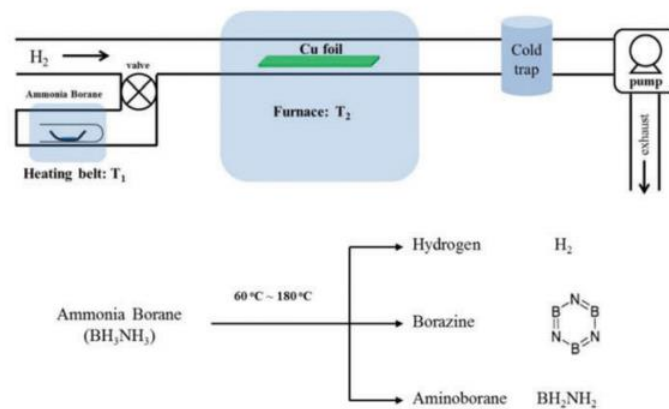 H₂
valve
Cu foil
Cold
trap
pump
Ammonia Borane
Furnace: T₂
Heating belt: T₁
exhaust
Hydrogen H₂
60 °C ~ 180 °C
Ammonia Borane
(BH₃NH₃)
Borazine
N
B B
N N
B
Aminoborane BH₂NH₂